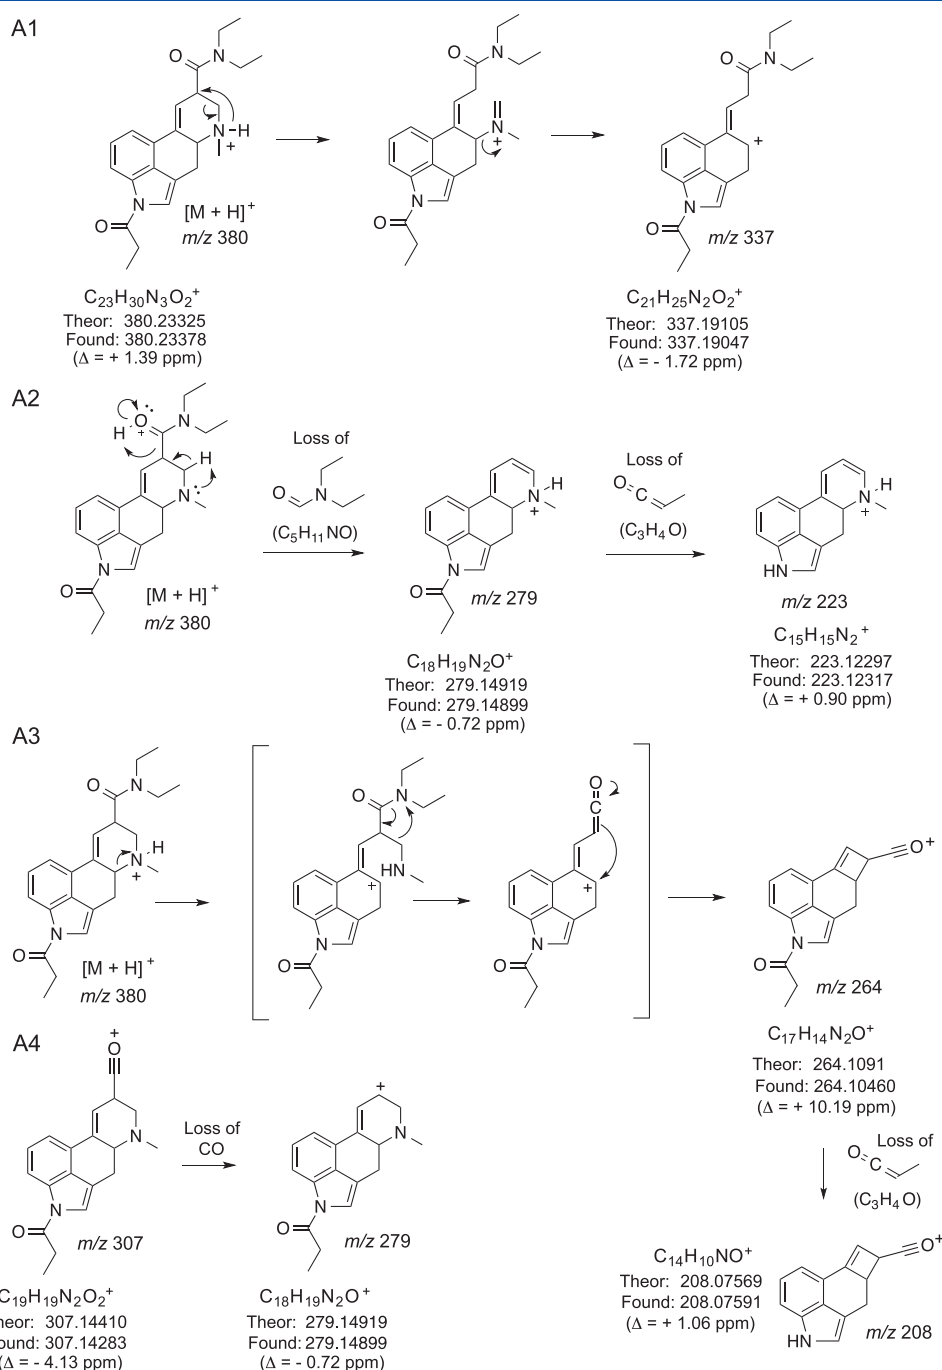 A1
O
N
N
H
+
N
O
[M + H]+
m/z 380
C23H30N3O2+
Theor: 380.23325
Found: 380.23378
(Δ = + 1.39 ppm)
O
N
N
+
N
O
O
N
+
N
O
m/z 337
C21H25N2O2+
Theor: 337.19105
Found: 337.19047
(Δ = - 1.72 ppm)
A2
H
O
+
N
H
N
N
O
[M + H]+
m/z 380
Loss of
O
N
(C5H11NO)
H
N
+
N
O
m/z 279
C18H19N2O+
Theor: 279.14919
Found: 279.14899
(Δ = - 0.72 ppm)
Loss of
O
C
(C3H4O)
H
N
+
HN
m/z 223
C15H15N2+
Theor: 223.12297
Found: 223.12317
(Δ = + 0.90 ppm)
A3
O
N
H
N
+
N
O
[M + H]+
m/z 380
O
N
HN
+
N
O
O
C
+
N
O
O+
N
O
m/z 264
C17H14N2O+
Theor: 264.1091
Found: 264.10460
(Δ = + 10.19 ppm)
Loss of
O
C
(C3H4O)
C14H10NO+
Theor: 208.07569
Found: 208.07591
(Δ = + 1.06 ppm)
O+
HN
m/z 208
A4
+
O
N
N
O
m/z 307
C19H19N2O2+
heor: 307.14410
ound: 307.14283
(Δ = - 4.13 ppm)
Loss of
CO
+
N
N
O
m/z 279
C18H19N2O+
Theor: 279.14919
Found: 279.14899
(Δ = - 0.72 ppm)